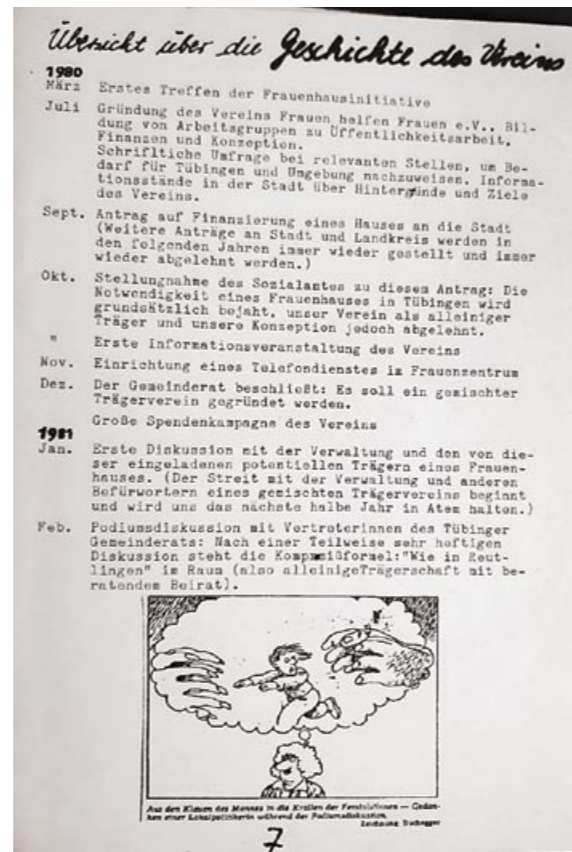 Übersicht über die Geschichte des Vereins
1980
März Erstes Treffen der Frauenhausinitiative
Juli Gründung des Vereins Frauen helfen Frauen e.V., Bil-
dung von Arbeitsgruppen zu Öffentlichkeitsarbeit,
Finanzen und Konzeption.
Schrifltiche Umfrage bei relevanten Stellen, um Be-
darf für Tübingen und Umgebung nachzuweisen. Informa-
tionsstände in der Stadt über Hintergründe und Ziele
des Vereins.
Sept. Antrag auf Finanzierung eines Hauses an die Stadt
(Weitere Anträge an Stadt und Landkreis werden in
den folgenden Jahren immer wieder gestellt und immer
wieder abgelehnt werden.)
Okt. Stellungnahme des Sozialamtes zu diesem Antrag: Die
Notwendigkeit eines Frauenhauses in Tübingen wird
grundsätzlich bejaht, unser Verein als alleiniger
Träger und unsere Konzeption jedoch abgelehnt.
" Erste Informationsveranstaltung des Vereins
Nov. Einrichtung eines Telefondienstes im Frauenzentrum
Dez. Der Gemeinderat beschließt: Es soll ein gemischter
Trägerverein gegründet werden.
Große Spendenkampagne des Vereins
1981
Jan. Erste Diskussion mit der Verwaltung und den von die-
ser eingeladenen potentiellen Trägern eines Frauen-
hauses. (Der Streit mit der Verwaltung und anderen
Befürwortern eines gemischten Trägervereins beginnt
und wird uns das nächste halbe Jahr in Atem halten.)
Feb. Podiumsdiskussion mit Vertreterinnen des Tübinger
Gemeinderats: Nach einer Teilweise sehr heftigen
Diskussion steht die Kompromißformel:"Wie in Reut-
lingen" im Raum (also alleinigeTrägerschaft mit be-
ratendem Beirat).
Aus den Klauen des Mannes in die Krallen der Feministinnen — Gedan-
ken einer Lokalpolitikerin während der Podiumsdiskussion.
Zeichnung:
7